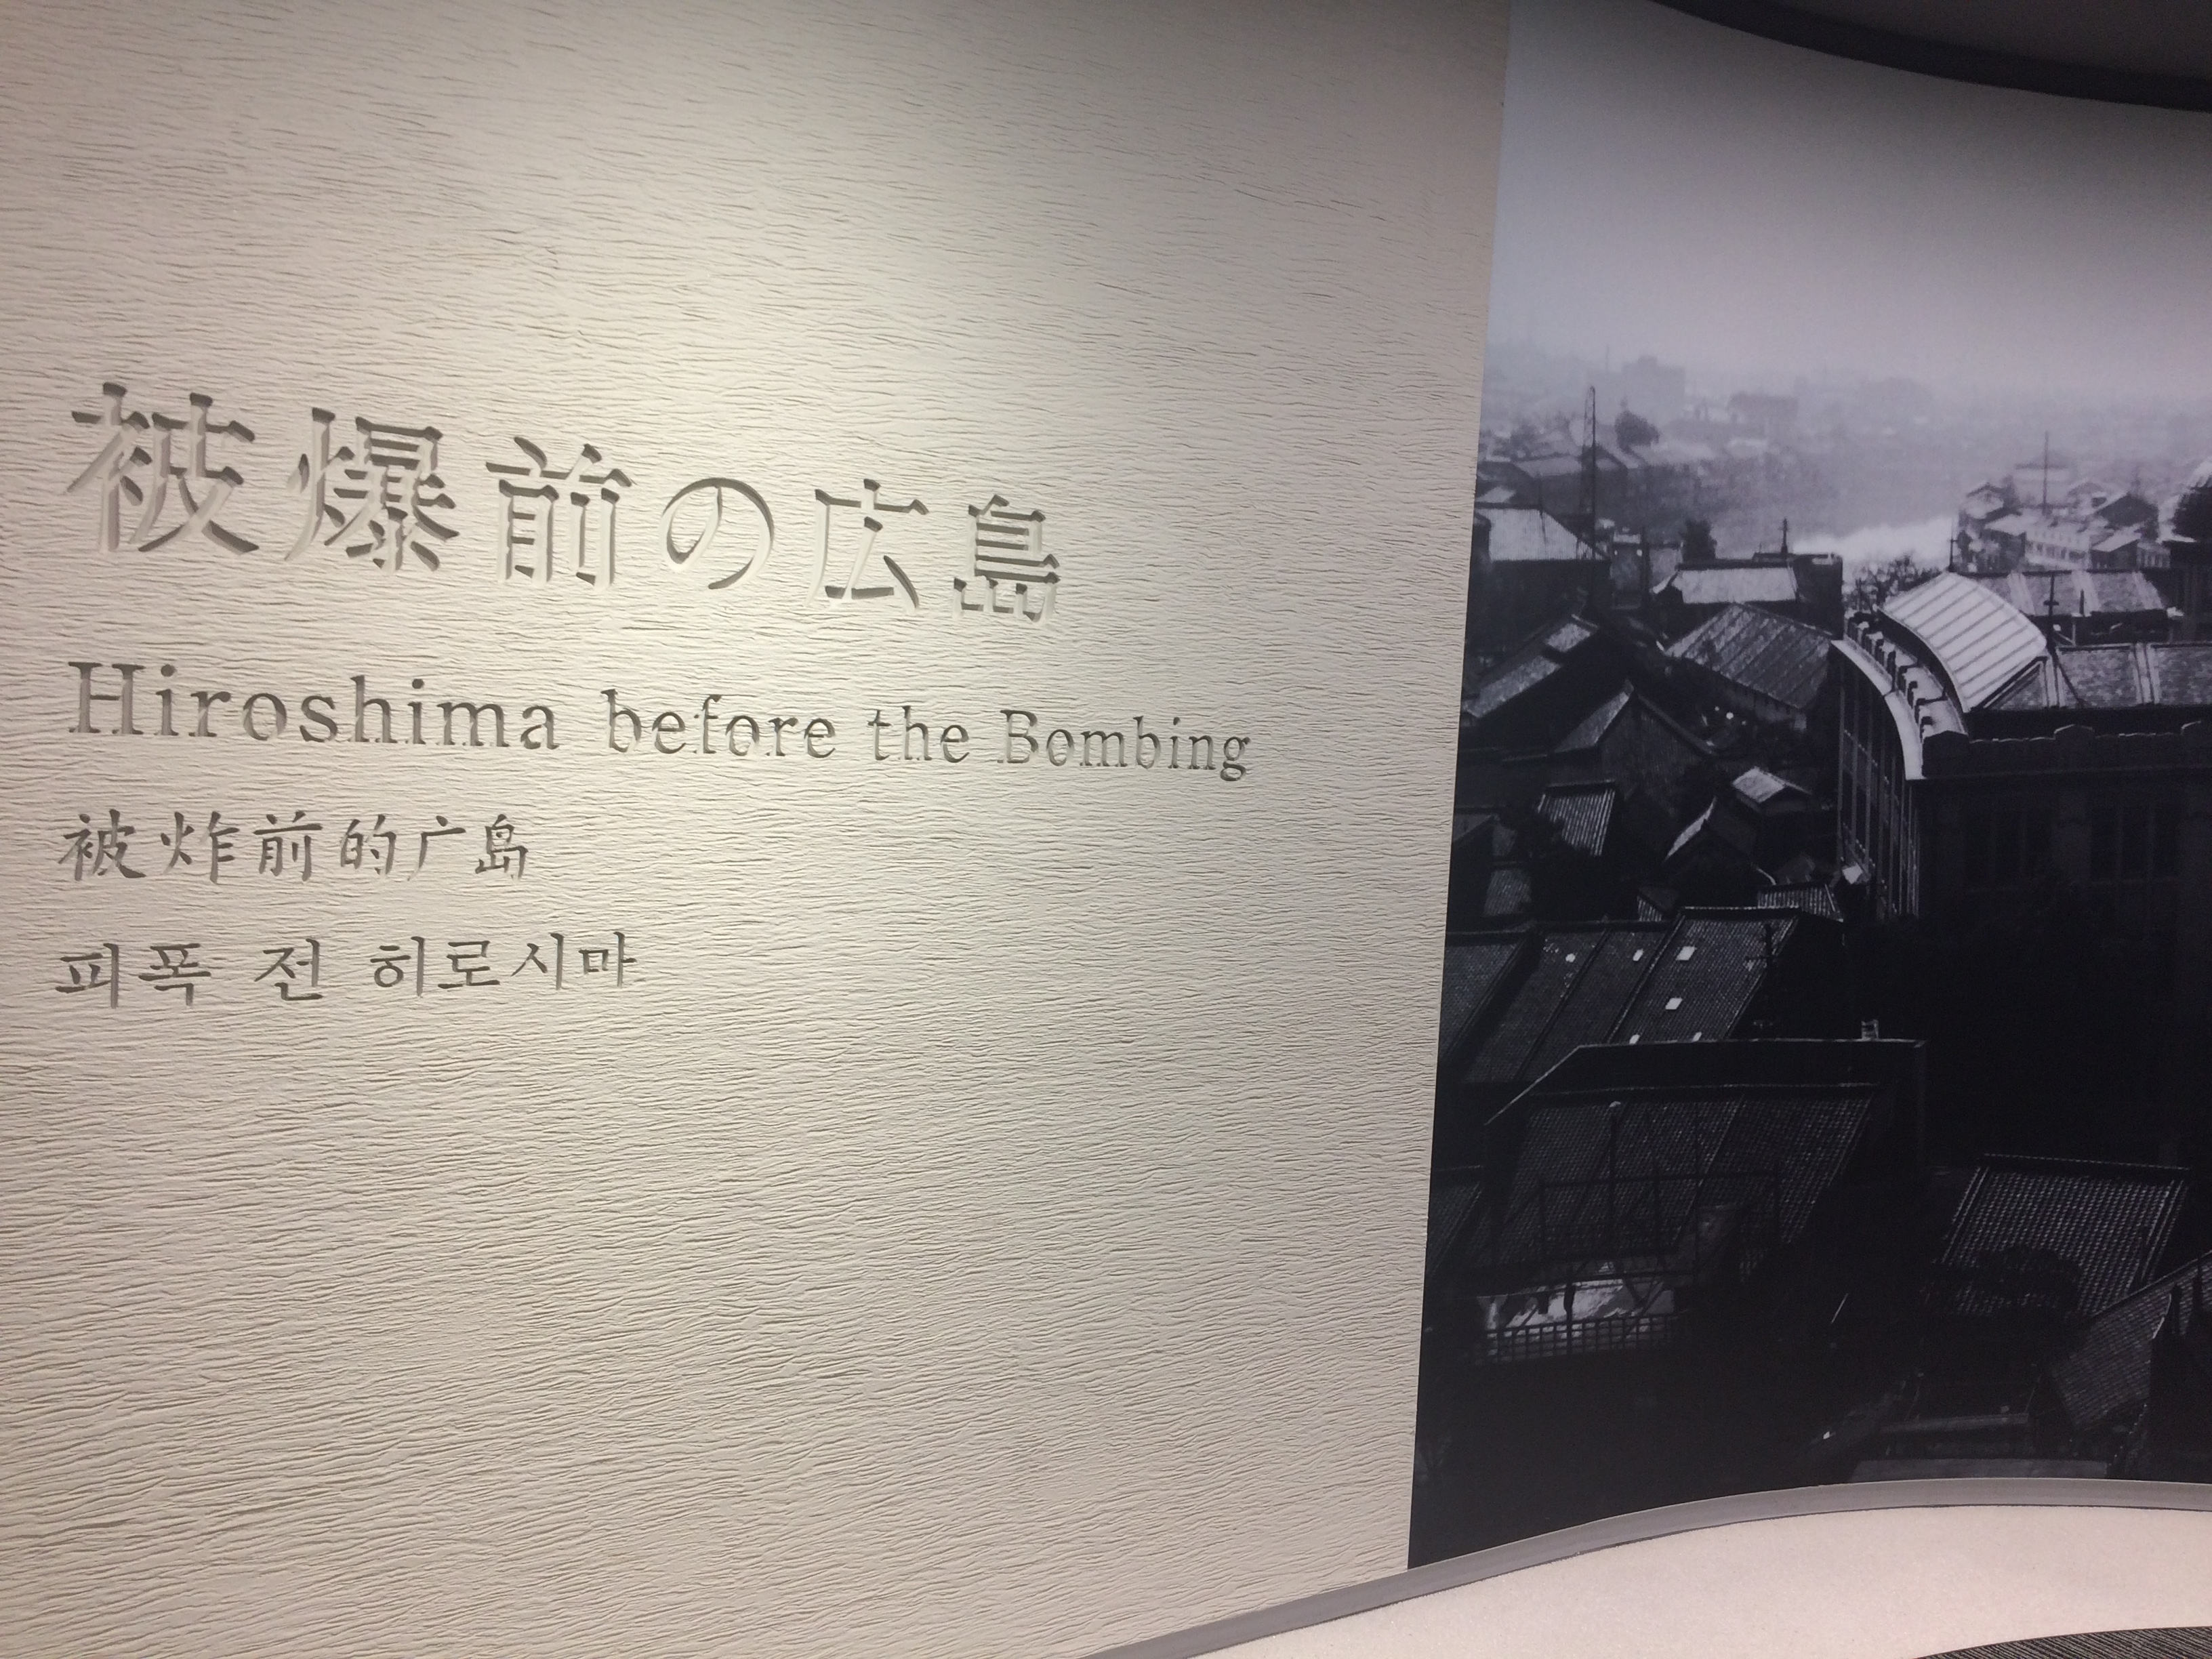 被爆前の広島
Hiroshima before the Bombing
被炸前的广岛
피폭 전 히로시마